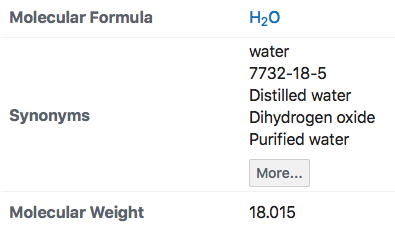 Molecular Formula H₂O
water
7732-18-5
Distilled water
Synonyms Dihydrogen oxide
Purified water
More...
Molecular Weight 18.015